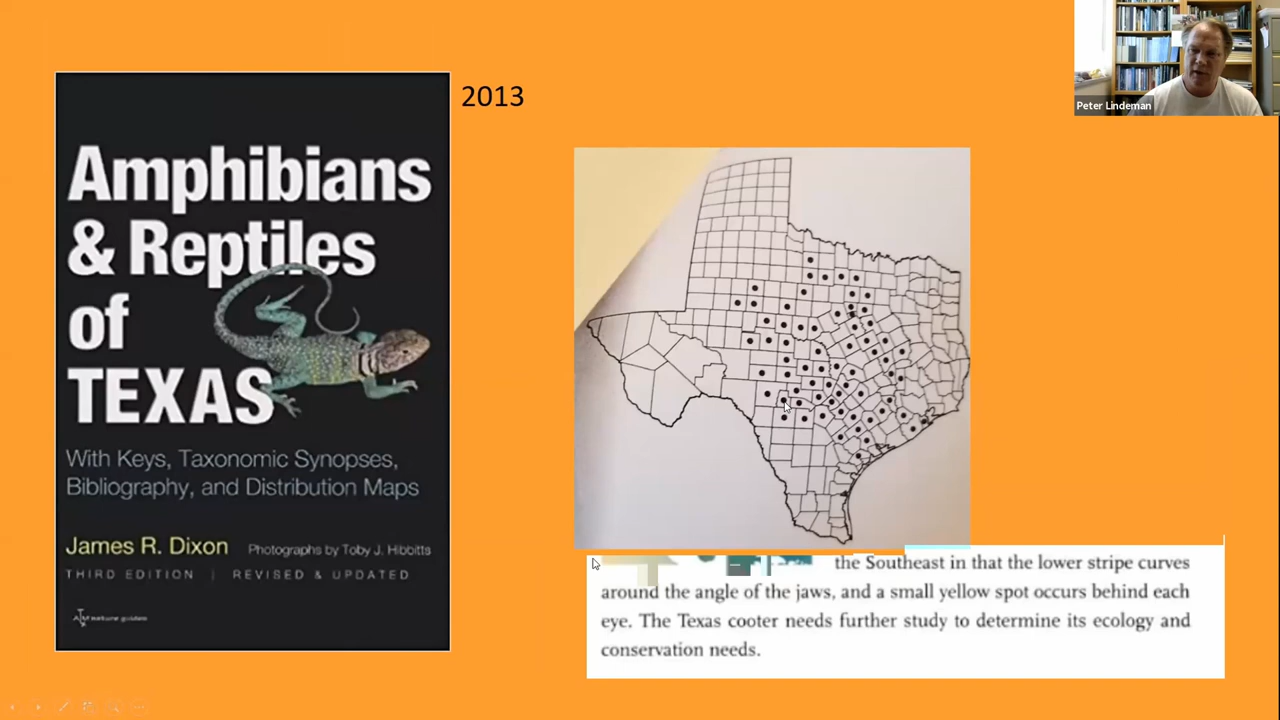 Amphibians
& Reptiles
of
TEXAS
With Keys, Taxonomic Synopses,
Bibliography, and Distribution Maps
James R. Dixon Photographs by Toby J. Hibbitts
THIRD EDITION | REVISED & UPDATED
2013
Peter Lindeman
the Southeast in that the lower stripe curves
around the angle of the jaws, and a small yellow spot occurs behind each
eye. The Texas cooter needs further study to determine its ecology and
conservation needs.